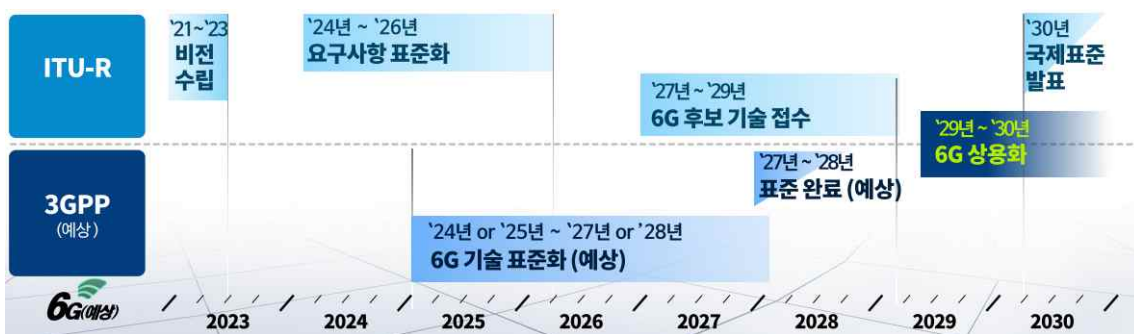 ITU-R
‘21~‘23
비전
수립
‘24년 ~ ‘26년
요구사항 표준화
‘27년 ~ ‘29년
6G 후보 기술 접수
‘30년
국제표준
발표
‘29년 ~ ‘30년
6G 상용화
3GPP
(예상)
‘27년 ~ ‘28년
표준 완료 (예상)
‘24년 or ‘25년 ~ ‘27년 or ’28년
6G 기술 표준화 (예상)
6G(예상)
2023 2024 2025 2026 2027 2028 2029 2030